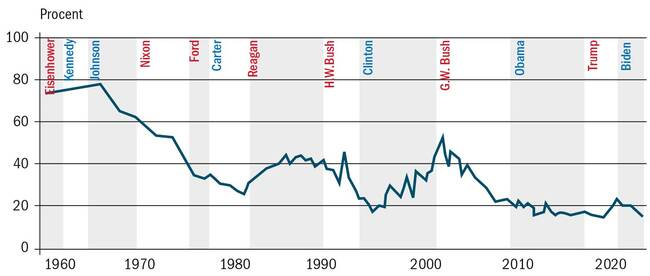 Procent
100
Eisenhower
Kennedy
Johnson
Nixon
Ford
Carter
Reagan
H.W.Bush
Clinton
G.W. Bush
Obama
Trump
Biden
80
60
40
20
0
1960 1970 1980 1990 2000 2010 2020